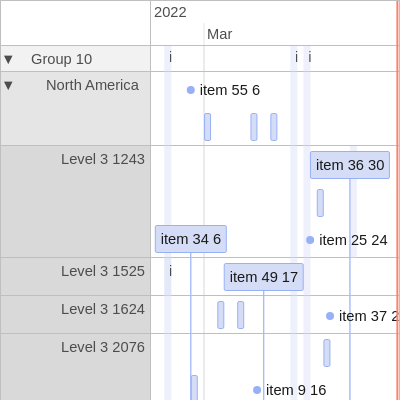 2022
Mar
▼ Group 10
i
i
i
▼ North America
item 55 6
Level 3 1243
item 36 30
item 34 6
item 25 24
Level 3 1525
i
item 49 17
Level 3 1624
item 37 2
Level 3 2076
item 9 16